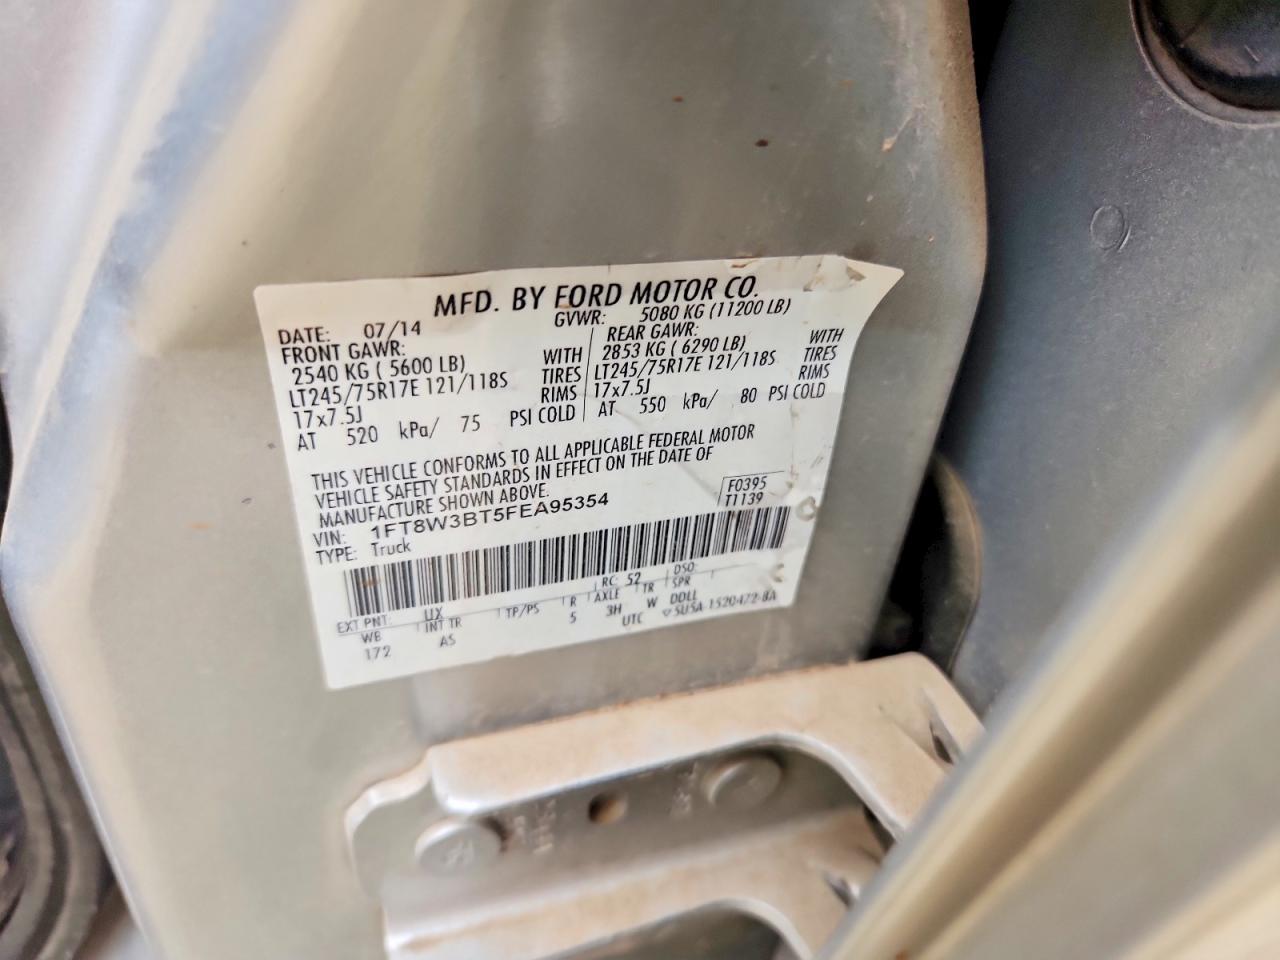 MFD. BY FORD MOTOR CO.
DATE: 07/14 GVWR: 5080 KG (11200 LB)
FRONT GAWR: REAR GAWR:
2540 KG ( 5600 LB) WITH 2853 KG ( 6290 LB) WITH
LT245/75R17E 121/118S TIRES LT245/75R17E 121/118S TIRES
17x7.5J RIMS 17x7.5J RIMS
AT 520 kPa/ 75 PSI COLD AT 550 kPa/ 80 PSI COLD
THIS VEHICLE CONFORMS TO ALL APPLICABLE FEDERAL MOTOR
VEHICLE SAFETY STANDARDS IN EFFECT ON THE DATE OF
MANUFACTURE SHOWN ABOVE.
F0395
VIN: 1FT8W3BT5FEA95354
T1139
TYPE: Truck
EXT PNT: UX RC: 52 DSO:
WB INT TR TP/PS R AXLE TR SPR
172 AS 5 3H W DDLL
UTC ▽5U5A-1520472-BA